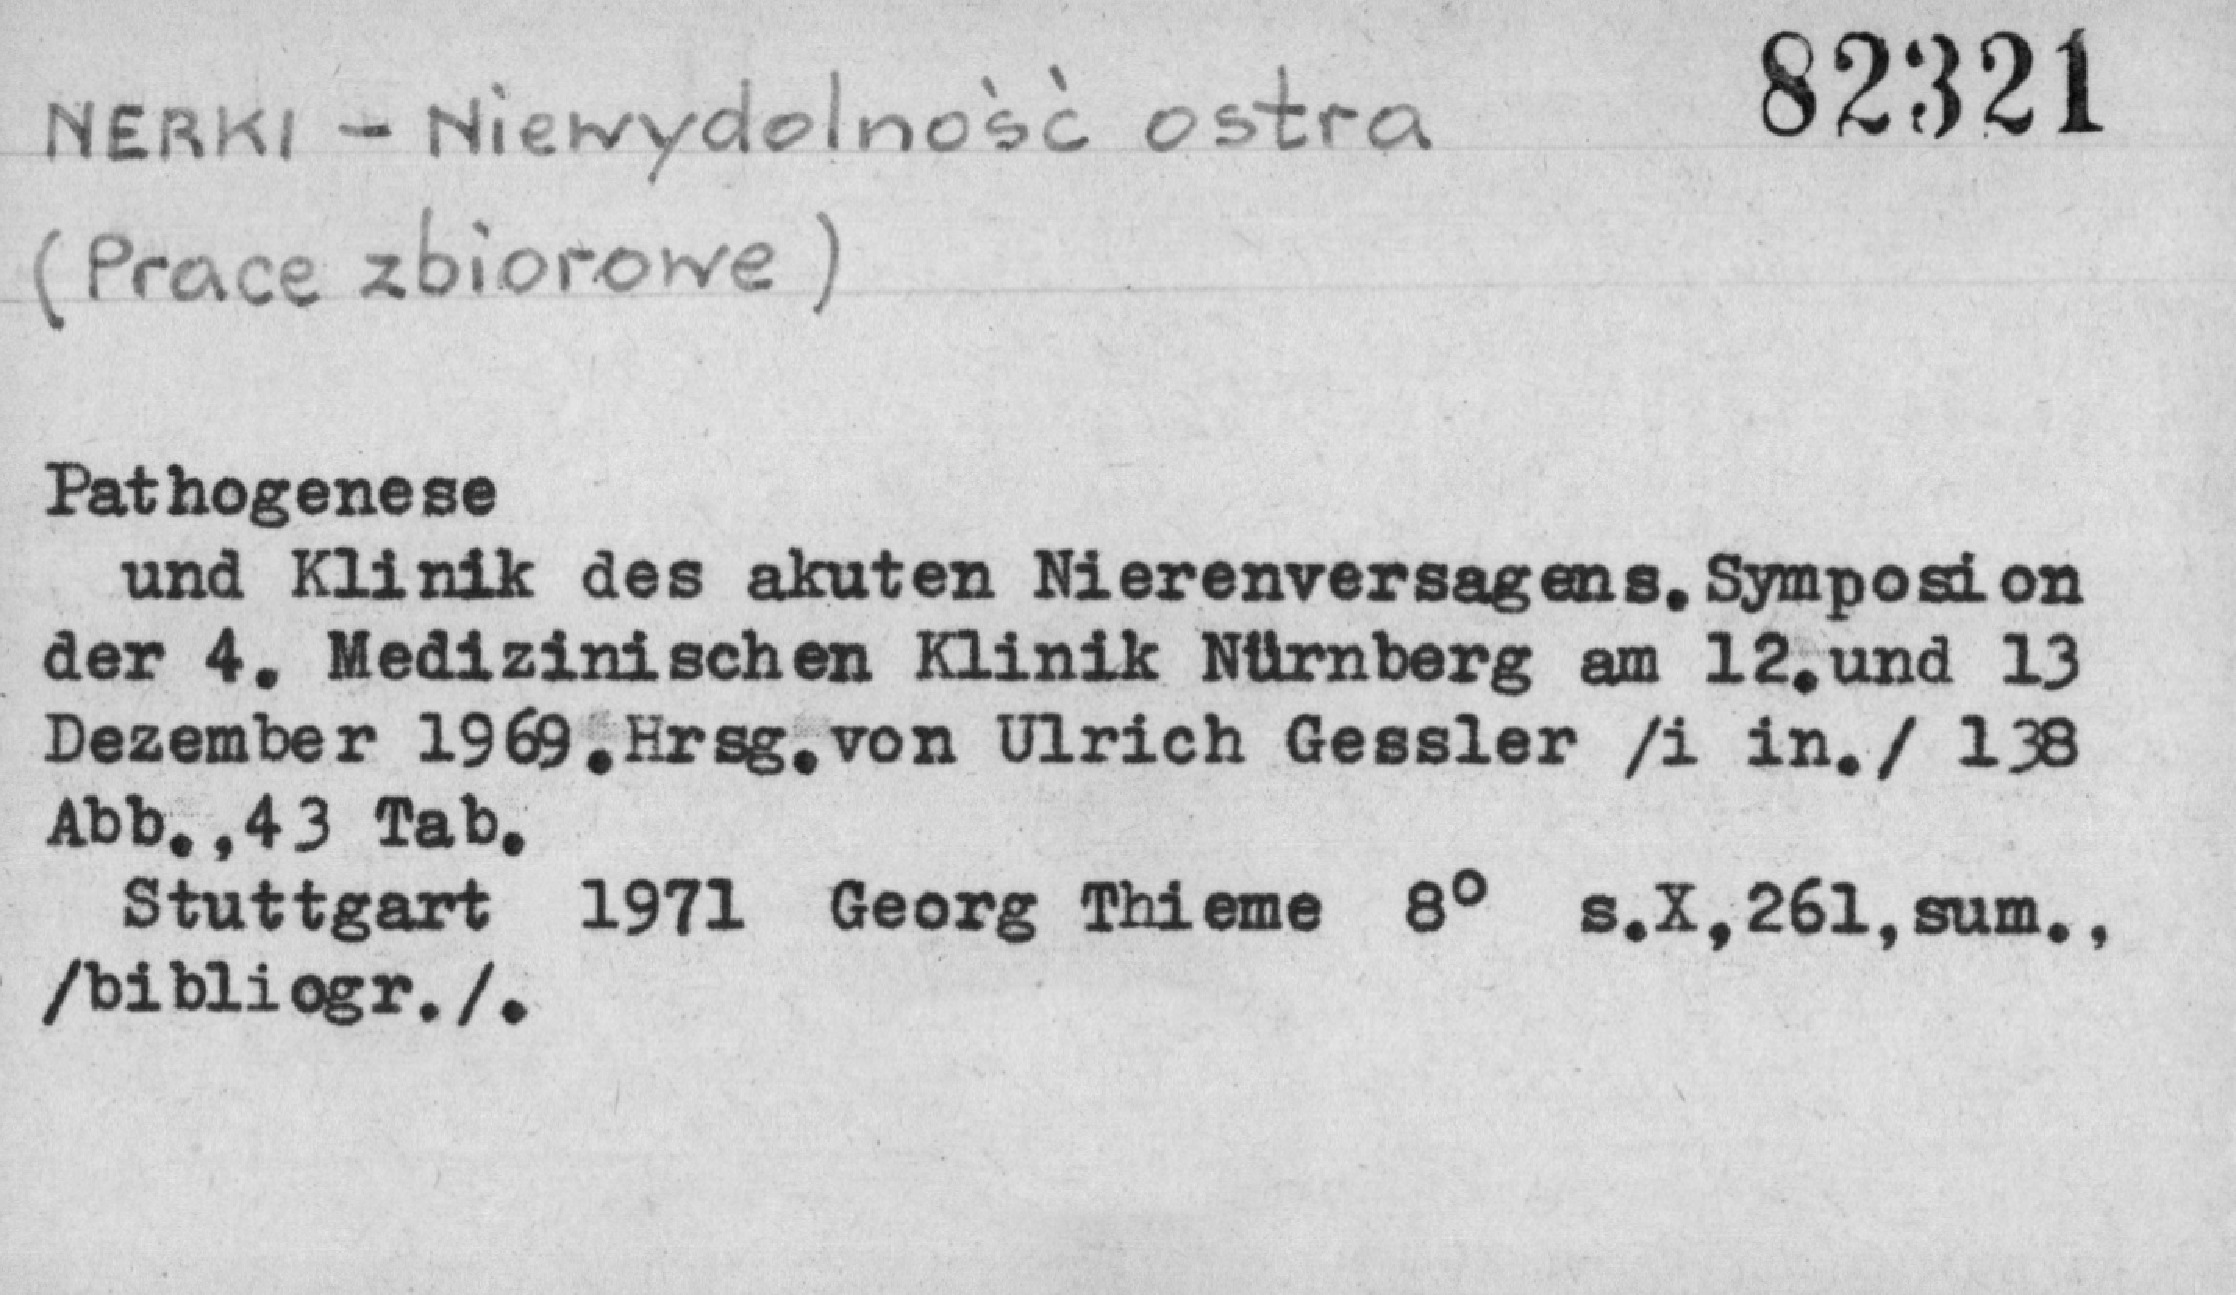 82321
NERKI - Niewydolność ostra
(Prace zbiorowe)
Pathogenese
und Klinik des akuten Nierenversagens.Symposion
der 4. Medizinischen Klinik Nürnberg am 12.und 13
Dezember 1969.Hrsg.von Ulrich Gessler /i in./ 138
Abb.,43 Tab.
Stuttgart 1971 Georg Thieme 8° s.X,261,sum.,
/bibliogr./.